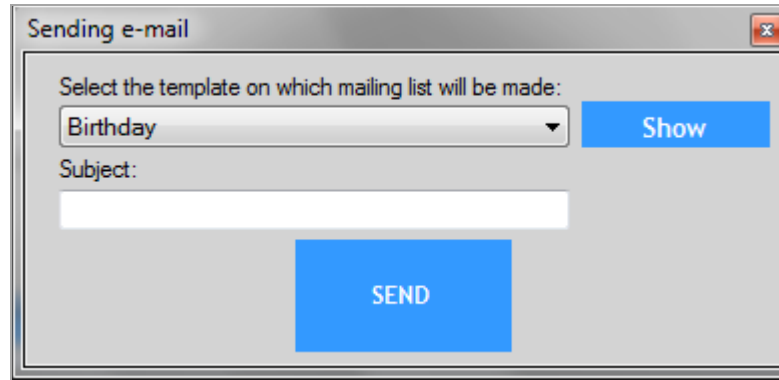 Sending e-mail
Select the template on which mailing list will be made:
Birthday
Show
Subject:
SEND